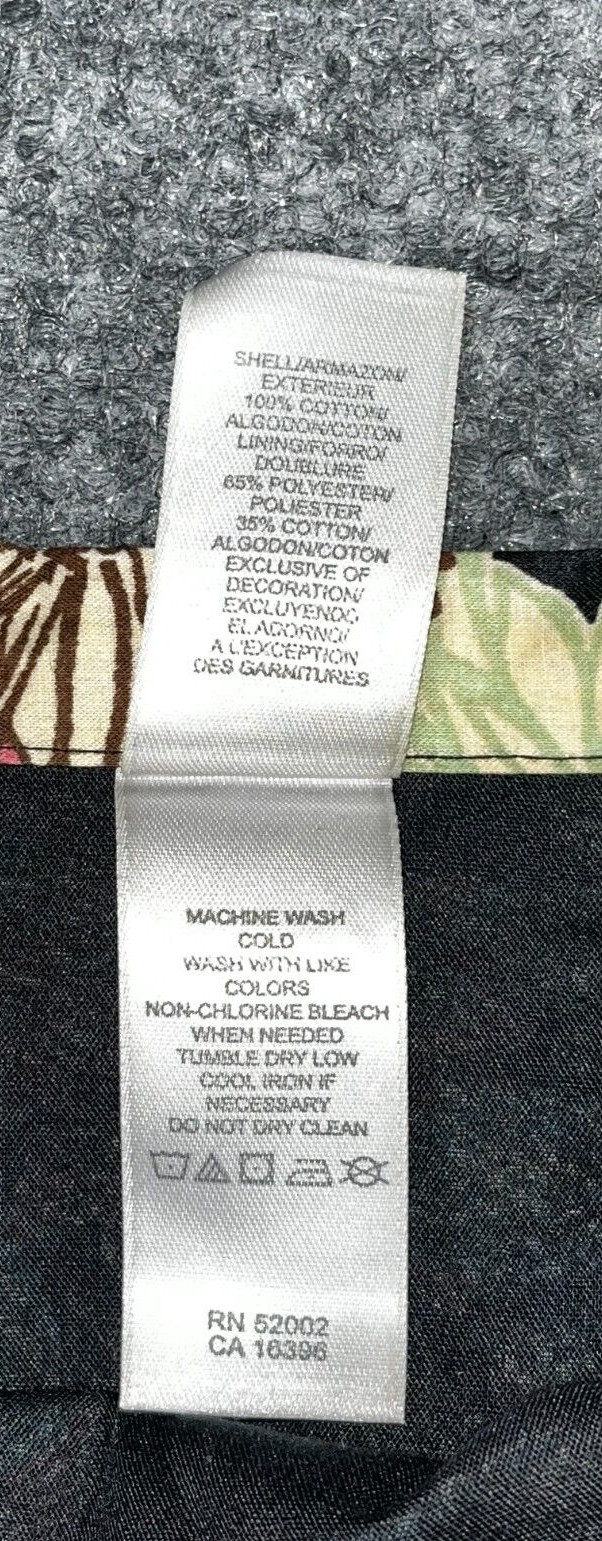 SHELL/ARMAZON/
EXTERIEUR
100% COTTON/
ALGODON/COTON
LINING/FORRO/
DOUBLURE
65% POLYESTER/
POLIESTER
35% COTTON/
ALGODON/COTON
EXCLUSIVE OF
DECORATION/
EXCLUYENDO
EL ADORNO/
A L'EXCEPTION
DES GARNITURES
MACHINE WASH
COLD
WASH WITH LIKE
COLORS
NON-CHLORINE BLEACH
WHEN NEEDED
TUMBLE DRY LOW
COOL IRON IF
NECESSARY
DO NOT DRY CLEAN
RN 52002
CA 16396